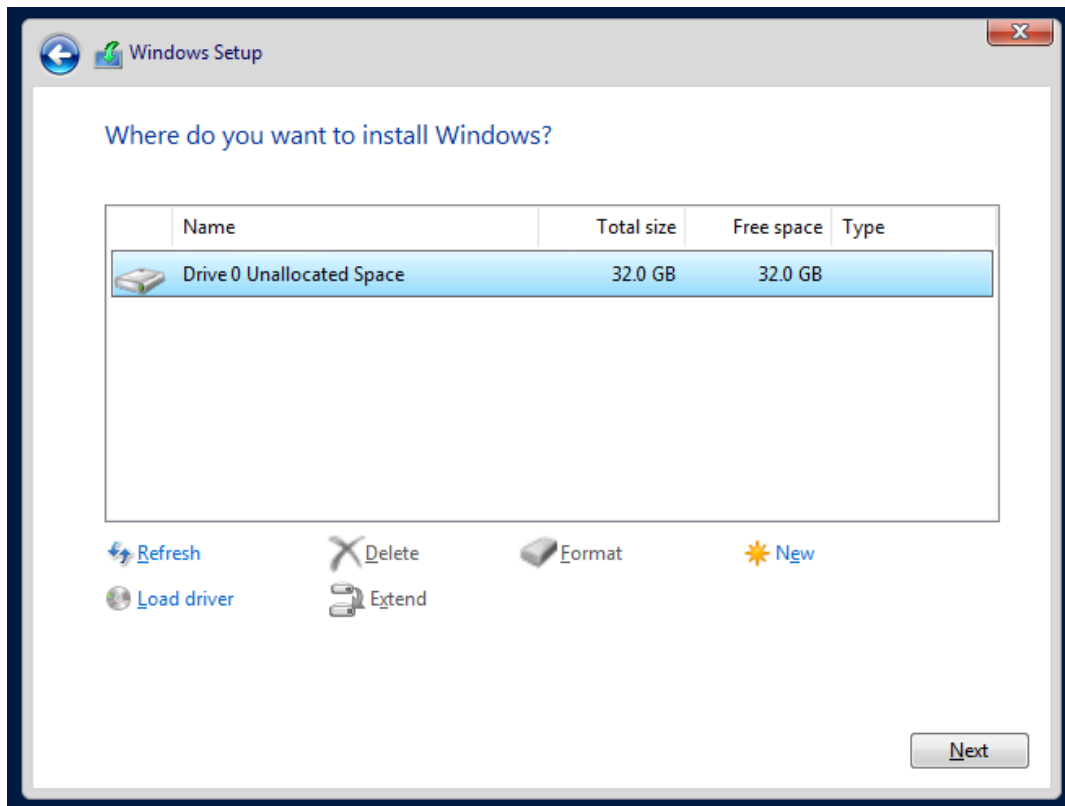 Windows Setup
Where do you want to install Windows?
Name Total size Free space Type
Drive 0 Unallocated Space 32.0 GB 32.0 GB
Refresh Delete Format New
Load driver Extend
Next